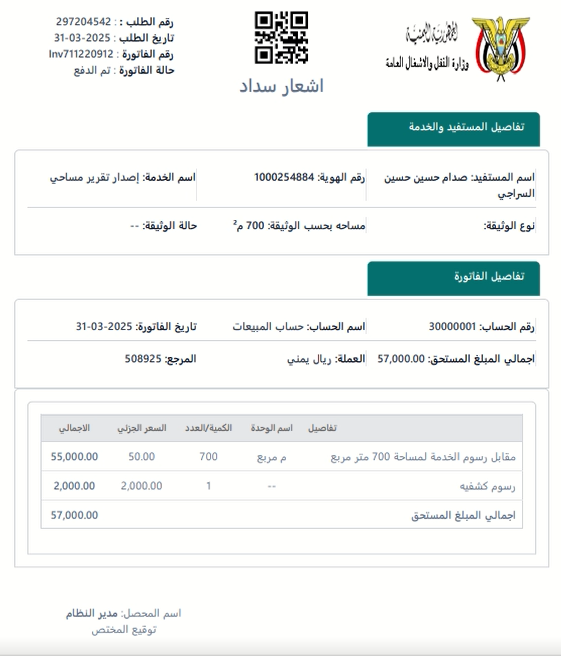 الجمهورية اليمنية
وزارة النقل والاشغال العامة
رقم الطلب : : 297204542
تاريخ الطلب : 31-03-2025
رقم الفاتورة : Inv711220912
حالة الفاتورة : تم الدفع
اشعار سداد
تفاصيل المستفيد والخدمة
اسم المستفيد: صدام حسين حسين السراجي
رقم الهوية: 1000254884
اسم الخدمة: إصدار تقرير مساحي
نوع الوثيقة:
مساحه بحسب الوثيقة: 700 م²
حالة الوثيقة: --
تفاصيل الفاتورة
رقم الحساب: 30000001
اسم الحساب: حساب المبيعات
تاريخ الفاتورة: 31-03-2025
اجمالي المبلغ المستحق: 57,000.00
العملة: ريال يمني
المرجع: 508925
تفاصيل اسم الوحدة الكمية/العدد السعر الجزئي الاجمالي
مقابل رسوم الخدمة لمساحة 700 متر مربع م مربع 700 50.00 55,000.00
رسوم كشفيه -- 1 2,000.00 2,000.00
اجمالي المبلغ المستحق 57,000.00
اسم المحصل: مدير النظام
توقيع المختص